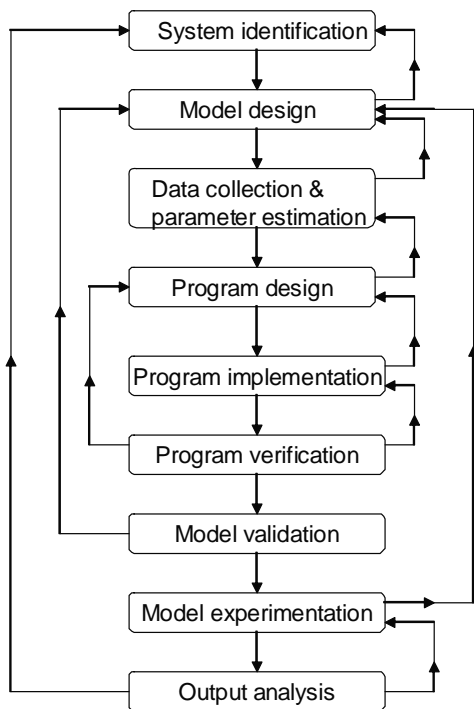 System identification
Model design
Data collection &
parameter estimation
Program design
Program implementation
Program verification
Model validation
Model experimentation
Output analysis